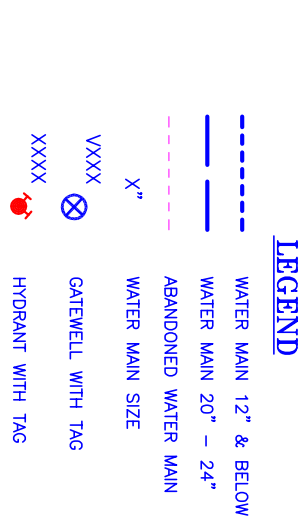 LEGEND
WATER MAIN 12" & BELOW
WATER MAIN 20" – 24"
ABANDONED WATER MAIN
X" WATER MAIN SIZE
VXXX GATEWELL WITH TAG
XXXX HYDRANT WITH TAG